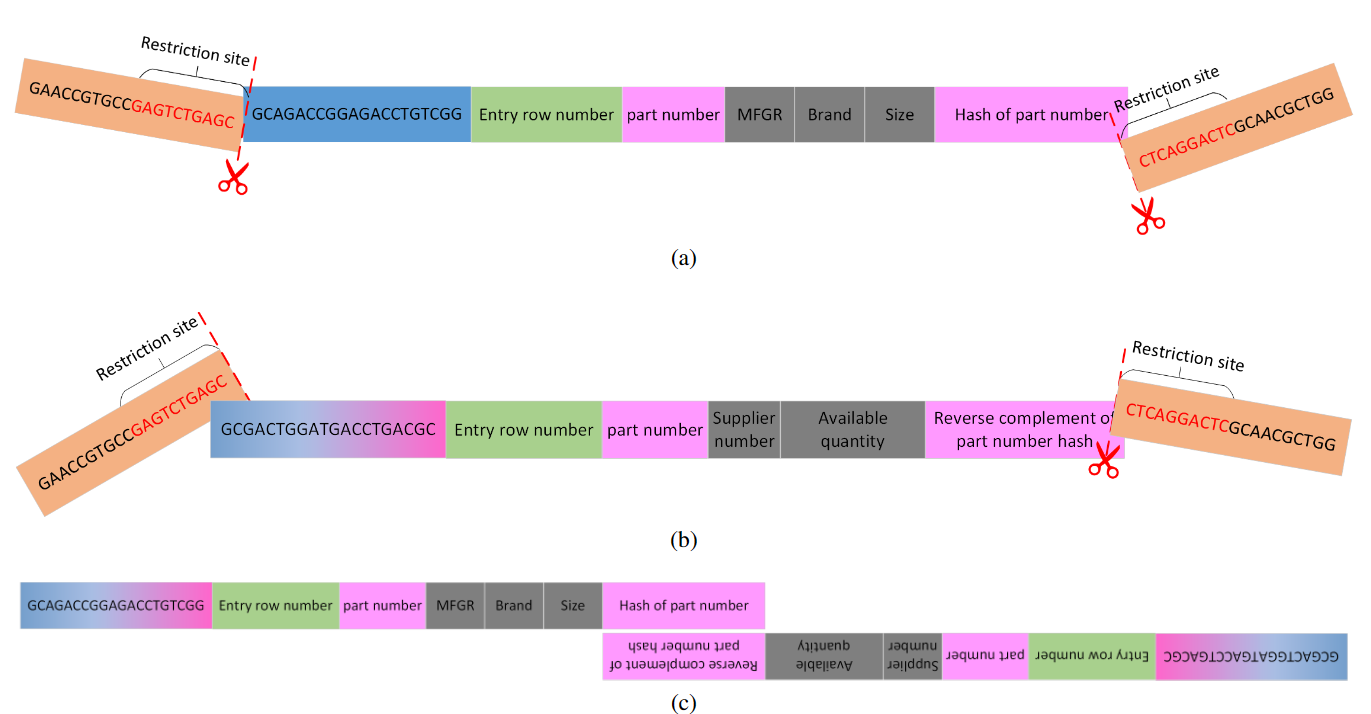 Restriction site
Restriction site
GAACCGTGCCGAGTCTGAGC
GCAGACCGGAGACCTGTCGG
Entry row number
part number
MFGR
Brand
Size
Hash of part number
CTCAGGACTCGCAACGCTGG
(a)
Restriction site
Restriction site
GAACCGTGCCGAGTCTGAGC
GCGACTGGATGACCTGACGC
Entry row number
part number
Supplier
number
Available
quantity
Reverse complement of
part number hash
CTCAGGACTCGCAACGCTGG
(b)
GCAGACCGGAGACCTGTCGG
Entry row number
part number
MFGR
Brand
Size
Hash of part number
Reverse complement of
part number hash
Available
quantity
Supplier
number
part number
Entry row number
GCGACTGGATGACCTGACGC
(c)